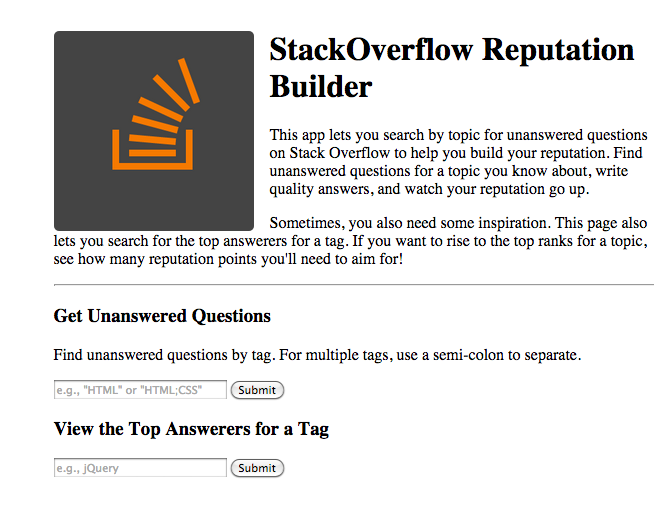 StackOverflow Reputation
Builder
This app lets you search by topic for unanswered questions
on Stack Overflow to help you build your reputation. Find
unanswered questions for a topic you know about, write
quality answers, and watch your reputation go up.
Sometimes, you also need some inspiration. This page also
lets you search for the top answerers for a tag. If you want to rise to the top ranks for a topic,
see how many reputation points you'll need to aim for!
Get Unanswered Questions
Find unanswered questions by tag. For multiple tags, use a semi-colon to separate.
e.g., "HTML" or "HTML;CSS" Submit
View the Top Answerers for a Tag
e.g., jQuery Submit